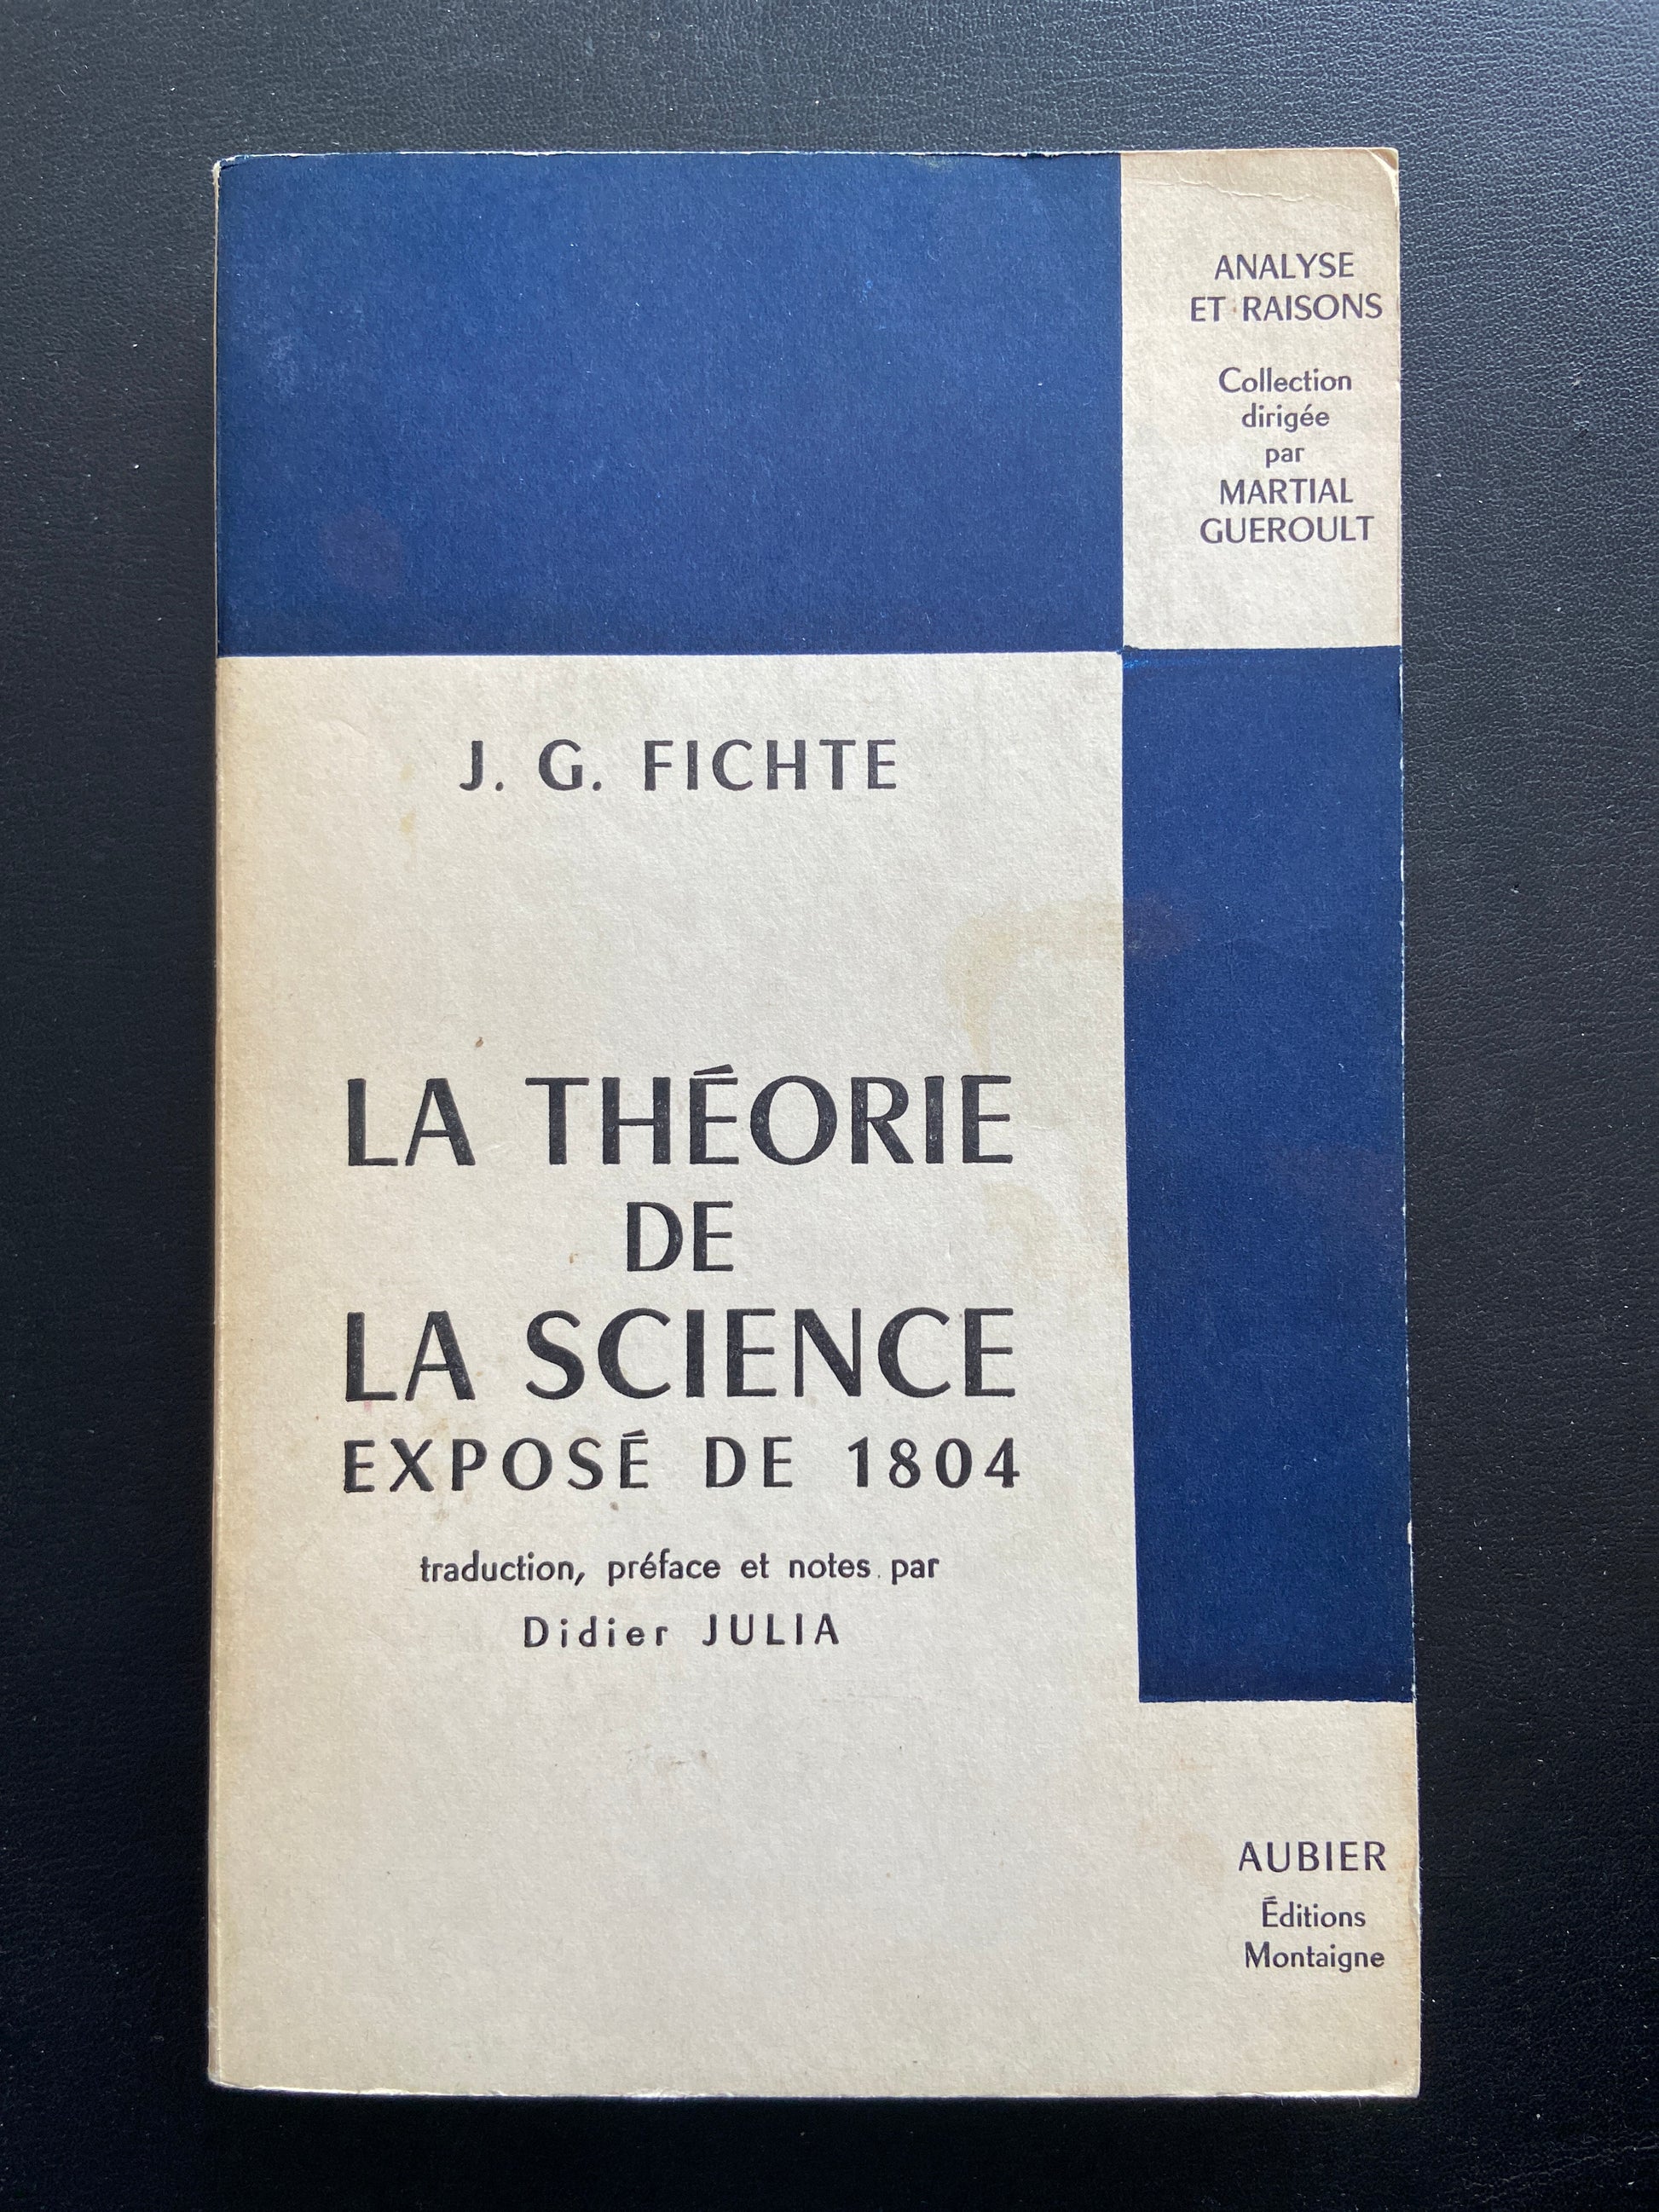 ANALYSE
ET RAISONS
Collection
dirigée
par
MARTIAL
GUEROULT
J. G. FICHTE
LA THÉORIE
DE
LA SCIENCE
EXPOSÉ DE 1804
traduction, préface et notes par
Didier JULIA
AUBIER
Éditions
Montaigne